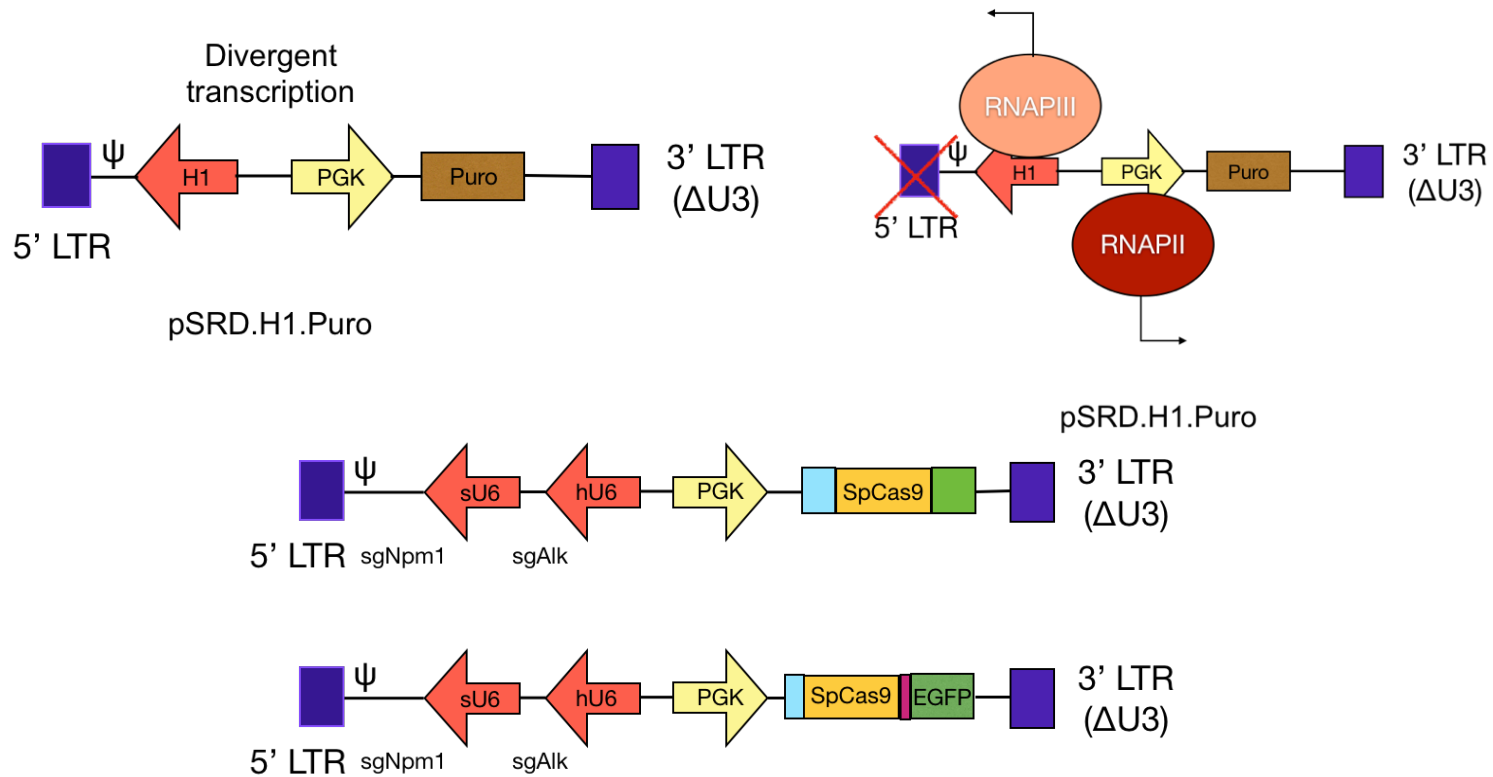 Divergent
transcription
ψ
H1
PGK
Puro
3’ LTR
(ΔU3)
5’ LTR
pSRD.H1.Puro
RNAPIII
ψ
H1
PGK
Puro
3’ LTR
(ΔU3)
5’ LTR
RNAPII
pSRD.H1.Puro
ψ
sU6
hU6
PGK
SpCas9
3’ LTR
(ΔU3)
5’ LTR
sgNpm1
sgAlk
ψ
sU6
hU6
PGK
SpCas9
EGFP
3’ LTR
(ΔU3)
5’ LTR
sgNpm1
sgAlk